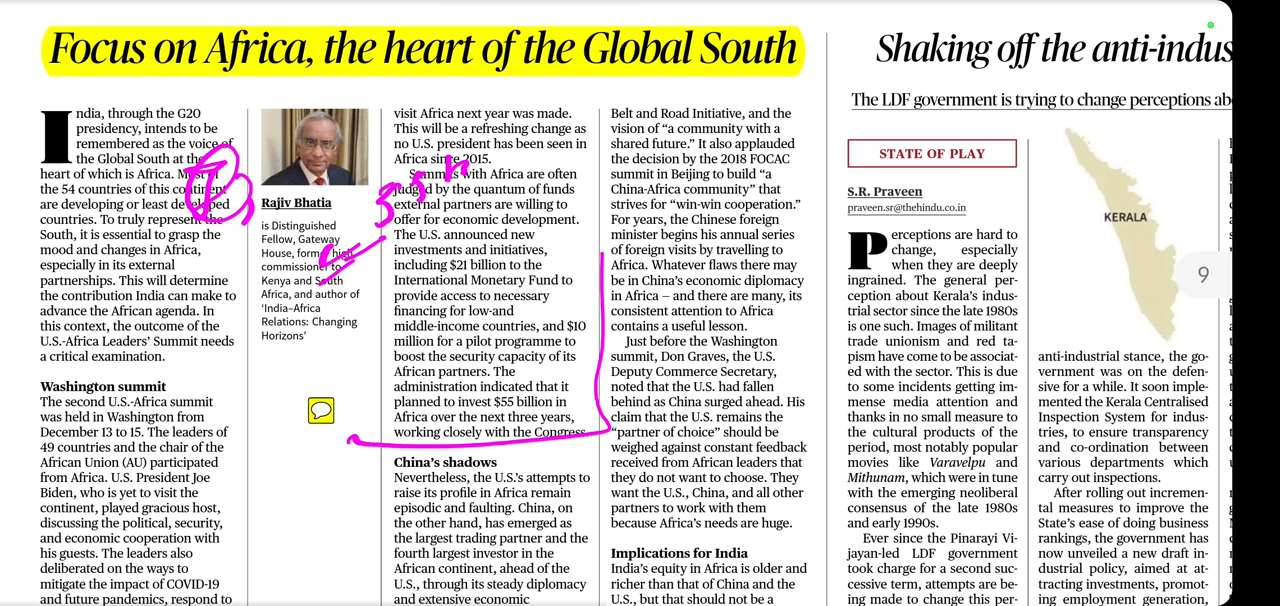 Focus on Africa, the heart of the Global South
India, through the G20
presidency, intends to be
remembered as the voice of
the Global South at the
heart of which is Africa. Most of
the 54 countries of this continent
are developing or least developed
countries. To truly represent the
South, it is essential to grasp the
mood and changes in Africa,
especially in its external
partnerships. This will determine
the contribution India can make to
advance the African agenda. In
this context, the outcome of the
U.S.-Africa Leaders’ Summit needs
a critical examination.
Washington summit
The second U.S.-Africa summit
was held in Washington from
December 13 to 15. The leaders of
49 countries and the chair of the
African Union (AU) participated
from Africa. U.S. President Joe
Biden, who is yet to visit the
continent, played gracious host,
discussing the political, security,
and economic cooperation with
his guests. The leaders also
deliberated on the ways to
mitigate the impact of COVID-19
and future pandemics, respond to
Rajiv Bhatia
is Distinguished
Fellow, Gateway
House, former high
commissioner to
Kenya and South
Africa, and author of
‘India–Africa
Relations: Changing
Horizons’
visit Africa next year was made.
This will be a refreshing change as
no U.S. president has been seen in
Africa since 2015.
Summits with Africa are often
judged by the quantum of funds
external partners are willing to
offer for economic development.
The U.S. announced new
investments and initiatives,
including $21 billion to the
International Monetary Fund to
provide access to necessary
financing for low-and
middle-income countries, and $10
million for a pilot programme to
boost the security capacity of its
African partners. The
administration indicated that it
planned to invest $55 billion in
Africa over the next three years,
working closely with the Congress.
China’s shadows
Nevertheless, the U.S.’s attempts to
raise its profile in Africa remain
episodic and faulting. China, on
the other hand, has emerged as
the largest trading partner and the
fourth largest investor in the
African continent, ahead of the
U.S., through its steady diplomacy
and extensive economic
Belt and Road Initiative, and the
vision of “a community with a
shared future.” It also applauded
the decision by the 2018 FOCAC
summit in Beijing to build “a
China-Africa community” that
strives for “win-win cooperation.”
For years, the Chinese foreign
minister begins his annual series
of foreign visits by travelling to
Africa. Whatever flaws there may
be in China’s economic diplomacy
in Africa — and there are many, its
consistent attention to Africa
contains a useful lesson.
Just before the Washington
summit, Don Graves, the U.S.
Deputy Commerce Secretary,
noted that the U.S. had fallen
behind as China surged ahead. His
claim that the U.S. remains the
“partner of choice” should be
weighed against constant feedback
received from African leaders that
they do not want to choose. They
want the U.S., China, and all other
partners to work with them
because Africa’s needs are huge.
Implications for India
India’s equity in Africa is older and
richer than that of China and the
U.S., but that should not be a
Shaking off the anti-indus
The LDF government is trying to change perceptions ab
STATE OF PLAY
S.R. Praveen
praveen.sr@thehindu.co.in
Perceptions are hard to
change, especially
when they are deeply
ingrained. The general per-
ception about Kerala’s indus-
trial sector since the late 1980s
is one such. Images of militant
trade unionism and red ta-
pism have come to be associat-
ed with the sector. This is due
to some incidents getting im-
mense media attention and
thanks in no small measure to
the cultural products of the
period, most notably popular
movies like Varavelpu and
Mithunam, which were in tune
with the emerging neoliberal
consensus of the late 1980s
and early 1990s.
Ever since the Pinarayi Vi-
jayan-led LDF government
took charge for a second suc-
cessive term, attempts are be-
ing made to change this per-
KERALA
anti-industrial stance, the go-
vernment was on the defen-
sive for a while. It soon imple-
mented the Kerala Centralised
Inspection System for indus-
tries, to ensure transparency
and co-ordination between
various departments which
carry out inspections.
After rolling out incremen-
tal measures to improve the
State’s ease of doing business
rankings, the government has
now unveiled a new draft in-
dustrial policy, aimed at at-
tracting investments, promot-
ing employment generation,
9